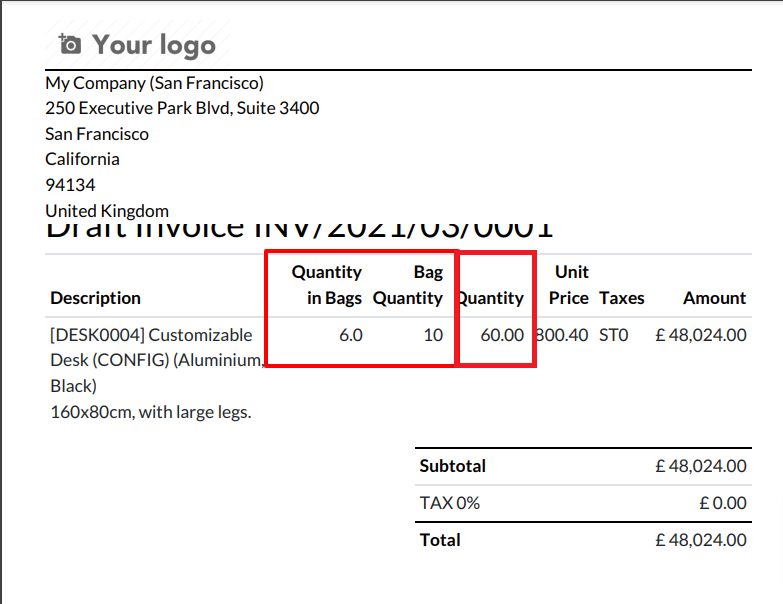 Your logo
My Company (San Francisco)
250 Executive Park Blvd, Suite 3400
San Francisco
California
94134
United Kingdom
Draft Invoice INV/2021/03/0001
Quantity Bag Unit
Description in Bags Quantity Quantity Price Taxes Amount
[DESK0004] Customizable 6.0 10 60.00 800.40 ST0 £ 48,024.00
Desk (CONFIG) (Aluminium,
Black)
160x80cm, with large legs.
Subtotal £ 48,024.00
TAX 0% £ 0.00
Total £ 48,024.00